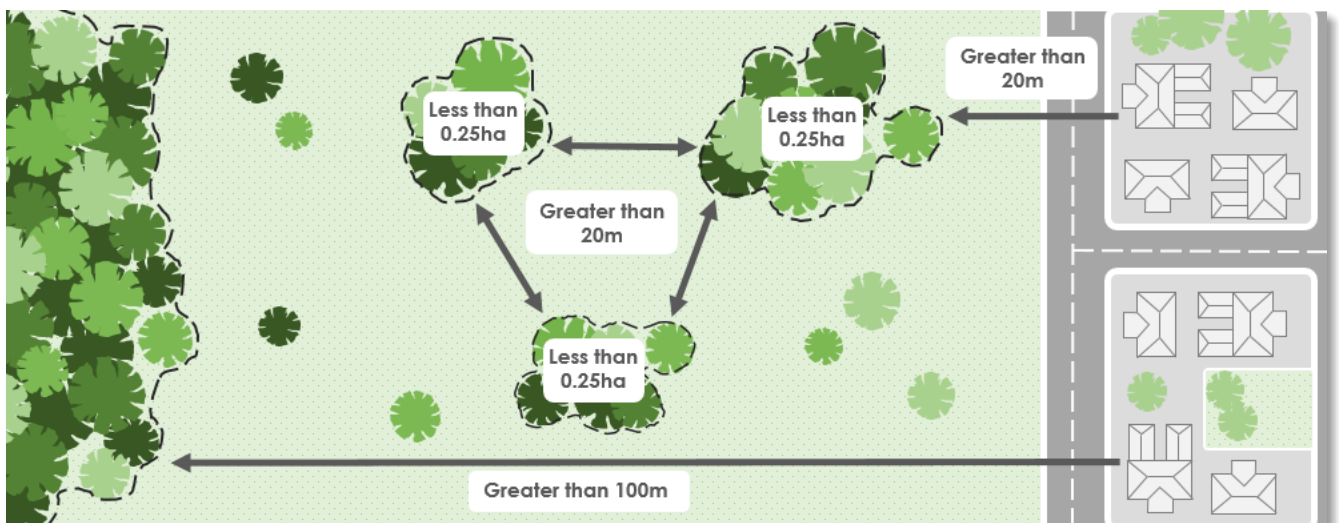 Greater than
20m
Less than
0.25ha
Less than
0.25ha
Greater than
20m
Less than
0.25ha
Greater than 100m